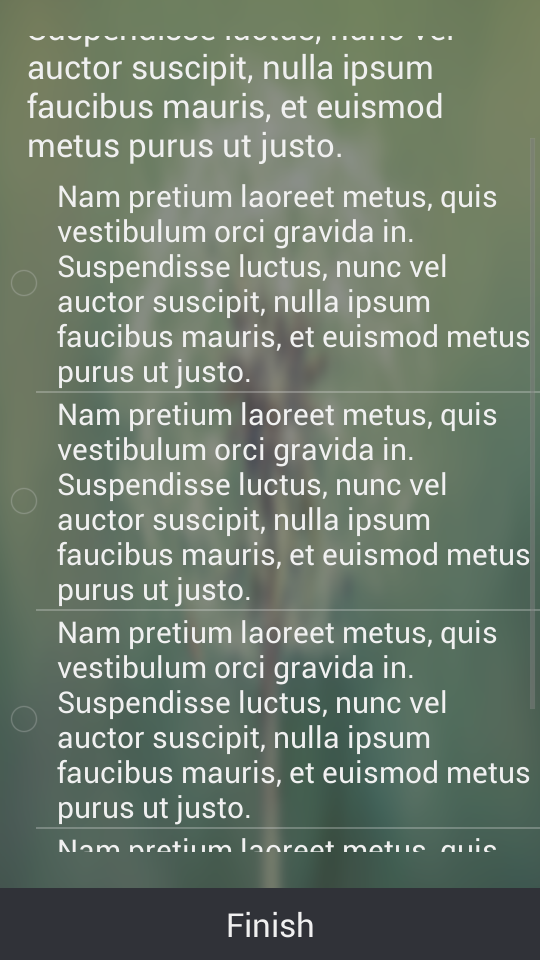 Suspendisse luctus, nunc vel
auctor suscipit, nulla ipsum
faucibus mauris, et euismod
metus purus ut justo.
Nam pretium laoreet metus, quis
vestibulum orci gravida in.
Suspendisse luctus, nunc vel
auctor suscipit, nulla ipsum
faucibus mauris, et euismod metus
purus ut justo.
Nam pretium laoreet metus, quis
vestibulum orci gravida in.
Suspendisse luctus, nunc vel
auctor suscipit, nulla ipsum
faucibus mauris, et euismod metus
purus ut justo.
Nam pretium laoreet metus, quis
vestibulum orci gravida in.
Suspendisse luctus, nunc vel
auctor suscipit, nulla ipsum
faucibus mauris, et euismod metus
purus ut justo.
Nam pretium laoreet metus, quis
Finish